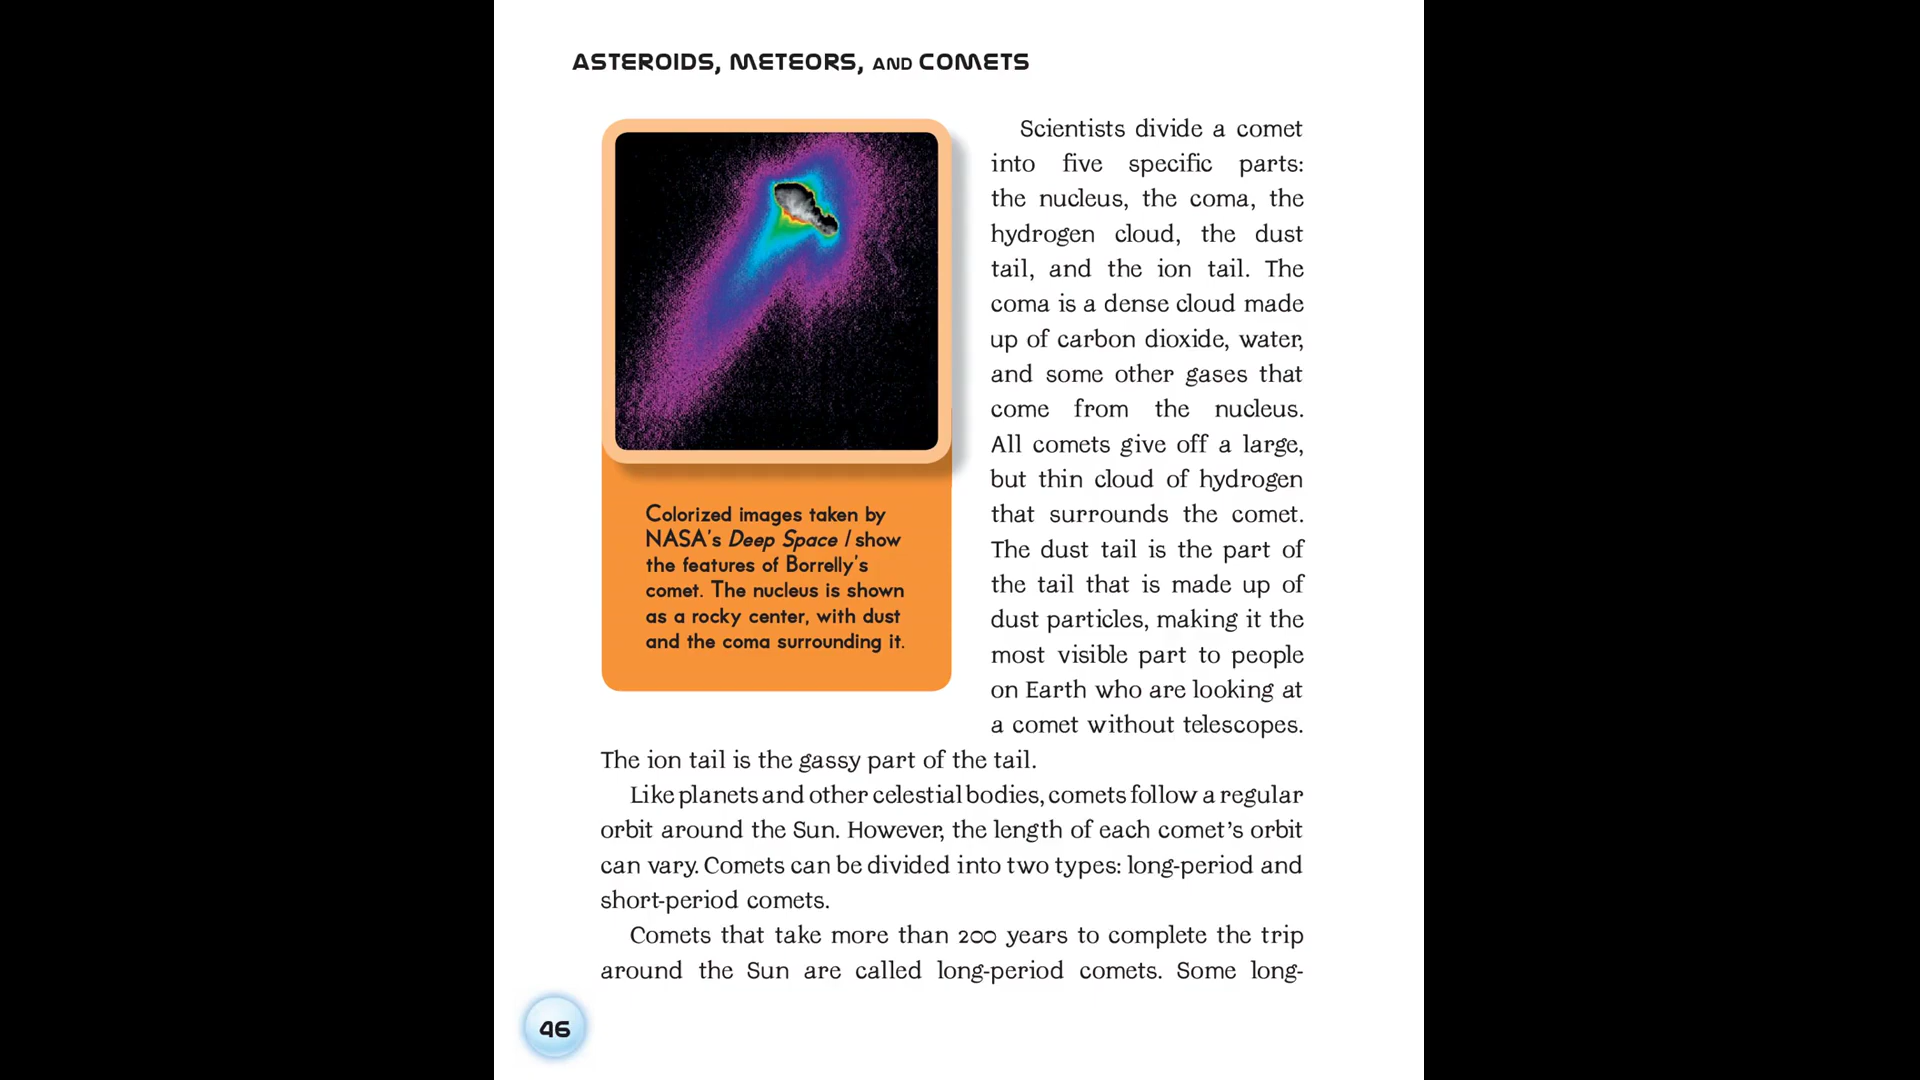 ASTEROIDS, METEORS, AND COMETS
Colorized images taken by
NASA's Deep Space 1 show
the features of Borrelly's
comet. The nucleus is shown
as a rocky center, with dust
and the coma surrounding it.
Scientists divide a comet
into five specific parts:
the nucleus, the coma, the
hydrogen cloud, the dust
tail, and the ion tail. The
coma is a dense cloud made
up of carbon dioxide, water,
and some other gases that
come from the nucleus.
All comets give off a large,
but thin cloud of hydrogen
that surrounds the comet.
The dust tail is the part of
the tail that is made up of
dust particles, making it the
most visible part to people
on Earth who are looking at
a comet without telescopes.
The ion tail is the gassy part of the tail.
Like planets and other celestial bodies, comets follow a regular
orbit around the Sun. However, the length of each comet's orbit
can vary. Comets can be divided into two types: long-period and
short-period comets.
Comets that take more than 200 years to complete the trip
around the Sun are called long-period comets. Some long-
46